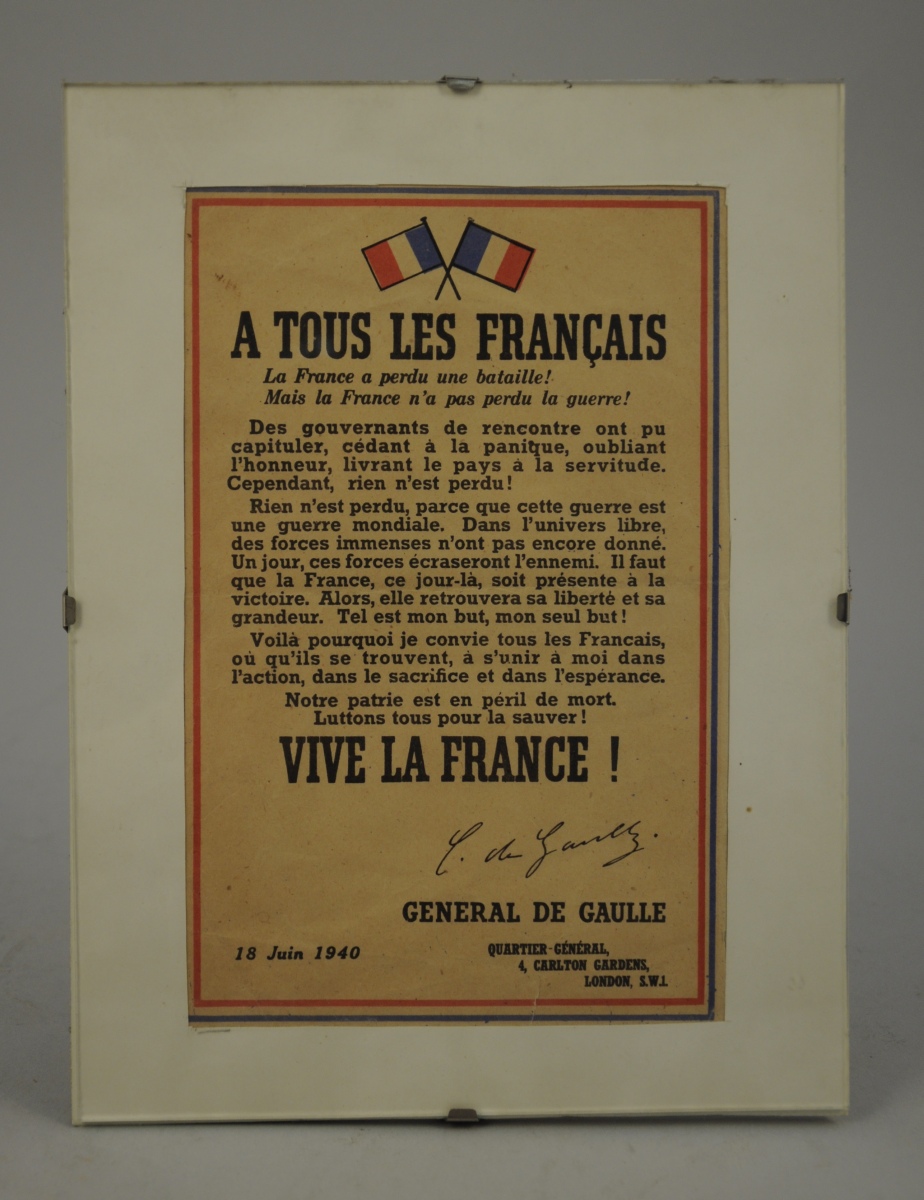 A TOUS LES FRANÇAIS
La France a perdu une bataille!
Mais la France n'a pas perdu la guerre!
Des gouvernants de rencontre ont pu
capituler, cédant à la panique, oubliant
l'honneur, livrant le pays à la servitude.
Cependant, rien n'est perdu!
Rien n'est perdu, parce que cette guerre est
une guerre mondiale. Dans l'univers libre,
des forces immenses n'ont pas encore donné.
Un jour, ces forces écraseront l'ennemi. Il faut
que la France, ce jour-là, soit présente à la
victoire. Alors, elle retrouvera sa liberté et sa
grandeur. Tel est mon but, mon seul but!
Voilà pourquoi je convie tous les Francais,
où qu'ils se trouvent, à s'unir à moi dans
l'action, dans le sacrifice et dans l'espérance.
Notre patrie est en péril de mort.
Luttons tous pour la sauver!
VIVE LA FRANCE !
C. de Gaulle.
GENERAL DE GAULLE
18 Juin 1940
QUARTIER-GÉNÉRAL,
4, CARLTON GARDENS,
LONDON, S.W.1.